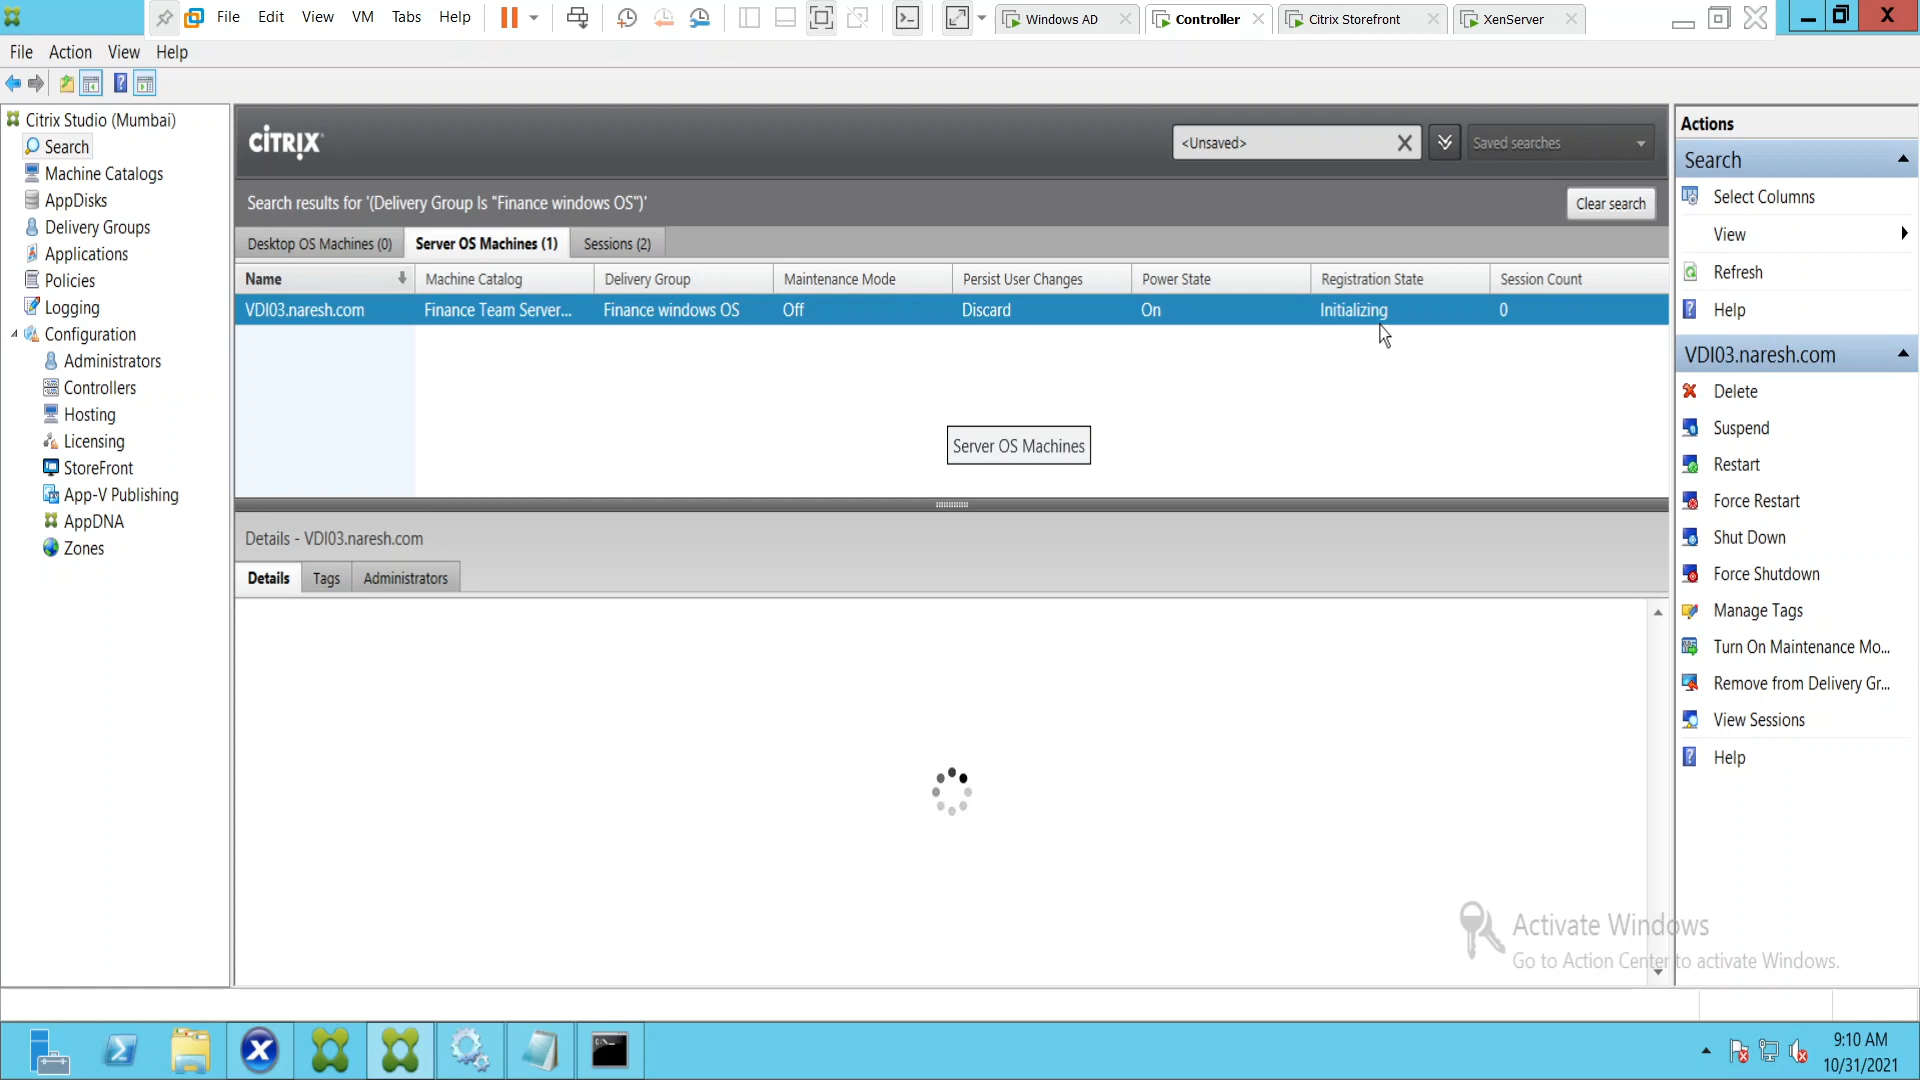 File Edit View VM Tabs Help Windows AD Controller Citrix Storefront XenServer
File Action View Help
Citrix Studio (Mumbai)
Search
Machine Catalogs
AppDisks
Delivery Groups
Applications
Policies
Logging
Configuration
Administrators
Controllers
Hosting
Licensing
StoreFront
App-V Publishing
AppDNA
Zones
CITRIX
<Unsaved> Saved searches
Search results for '(Delivery Group Is "Finance windows OS")' Clear search
Desktop OS Machines (0) Server OS Machines (1) Sessions (2)
Name Machine Catalog Delivery Group Maintenance Mode Persist User Changes Power State Registration State Session Count
VDI03.naresh.com Finance Team Server... Finance windows OS Off Discard On Initializing 0
Server OS Machines
Details - VDI03.naresh.com
Details Tags Administrators
Actions
Search
Select Columns
View
Refresh
Help
VDI03.naresh.com
Delete
Suspend
Restart
Force Restart
Shut Down
Force Shutdown
Manage Tags
Turn On Maintenance Mo...
Remove from Delivery Gr...
View Sessions
Help
Activate Windows
Go to Action Center to activate Windows.
9:10 AM
10/31/2021